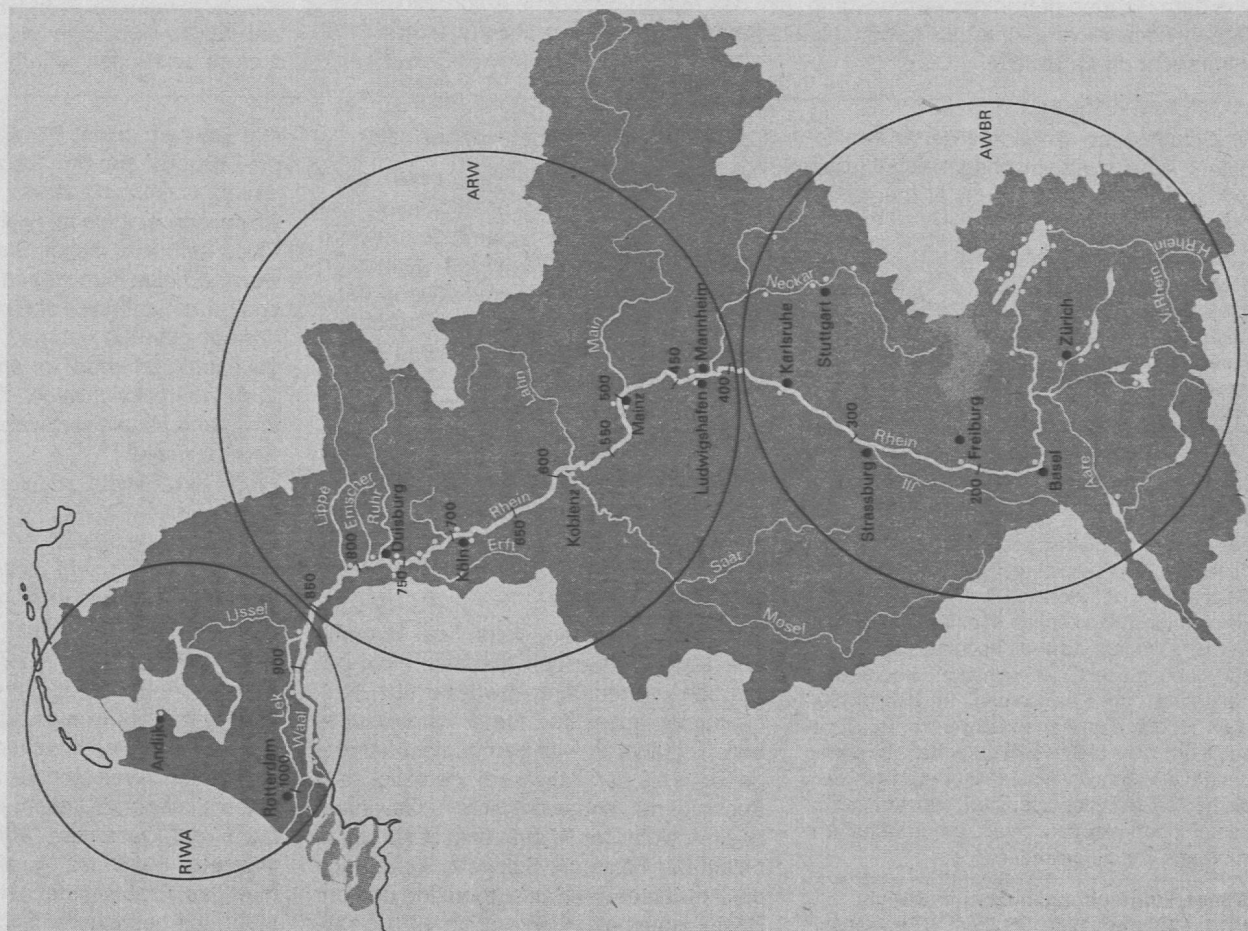 RIWA
ARW
AWBR
Andijk
IJssel
Lek
Waal
Rotterdam
1000
900
850
Lippe
Emscher
Ruhr
800
Duisburg
750
700
Köln
Erft
Rhein
650
600
Koblenz
Lahn
550
500
Mainz
Main
Mosel
Saar
450
Ludwigshafen
Mannheim
400
Neckar
Karlsruhe
Stuttgart
300
Strassburg
Rhein
Ill
Freiburg
200
Basel
Aare
Zürich
V.Rhein
H.Rhein